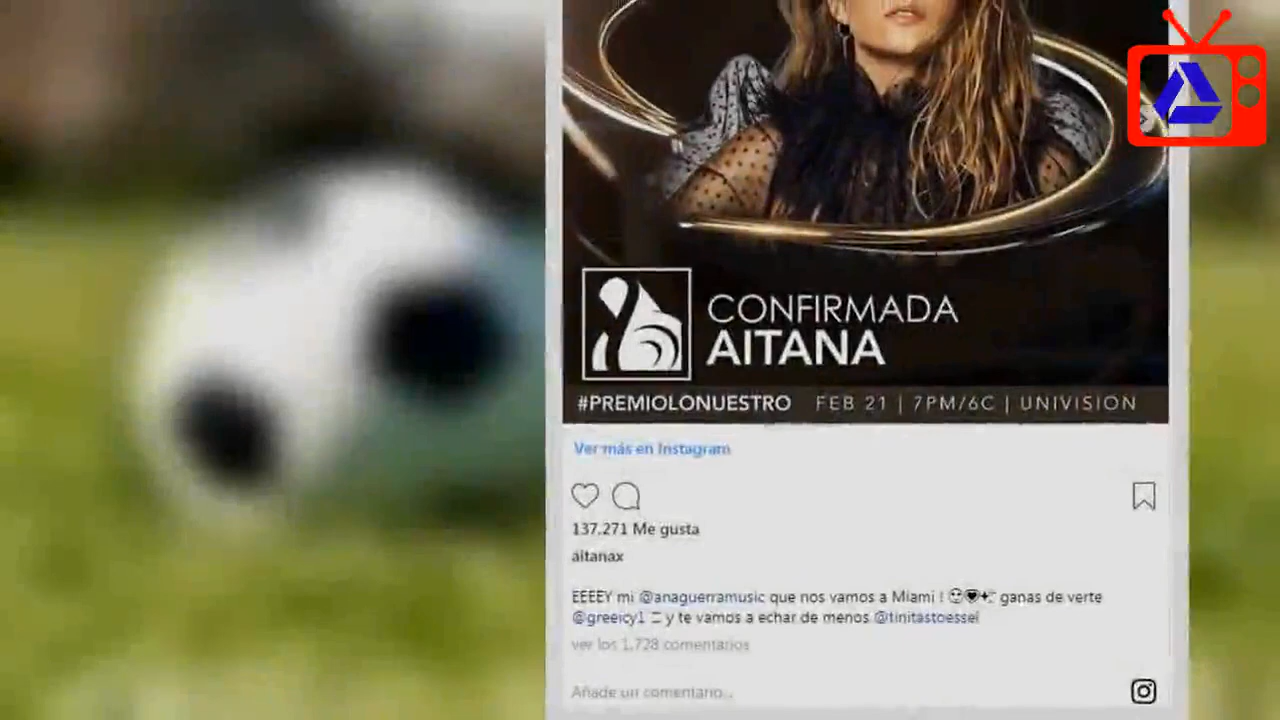 CONFIRMADA
AITANA
#PREMIOLONUESTRO FEB 21 | 7PM/6C | UNIVISION
Ver más en Instagram
137.271 Me gusta
aitanax
EEEEY mi @anaguerramusic que nos vamos a Miami ! ganas de verte
@greeicy1 y te vamos a echar de menos @tinitastoessel
ver los 1.728 comentarios
Añade un comentario...